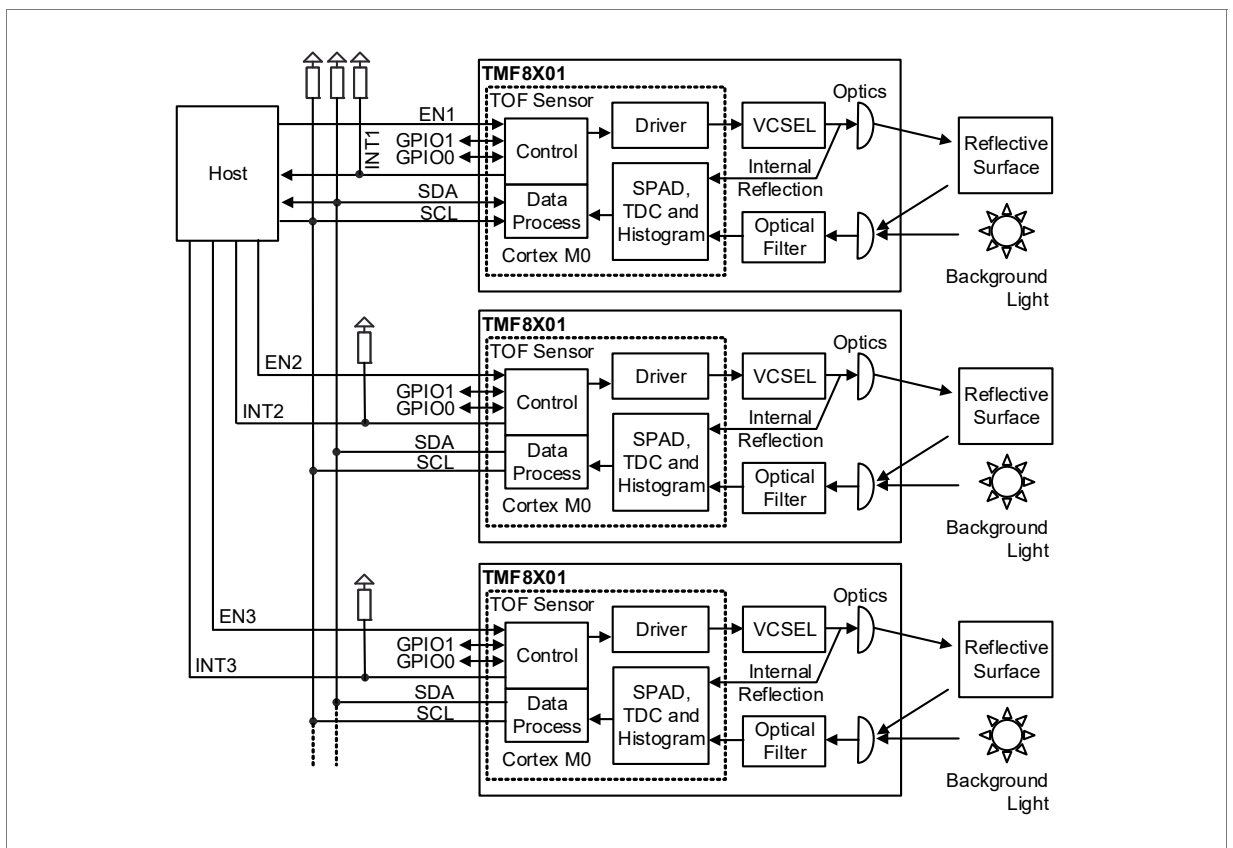 TMF8X01
TOF Sensor
Optics
EN1
INT1
GPIO1
GPIO0
Control
Driver
VCSEL
Host
Internal
Reflection
Reflective
Surface
SDA
SCL
Data
Process
SPAD,
TDC and
Histogram
Optical
Filter
Cortex M0
Background
Light
TMF8X01
TOF Sensor
Optics
EN2
GPIO1
GPIO0
Control
Driver
VCSEL
INT2
Internal
Reflection
Reflective
Surface
SDA
SCL
Data
Process
SPAD,
TDC and
Histogram
Optical
Filter
Cortex M0
Background
Light
TMF8X01
TOF Sensor
Optics
EN3
GPIO1
GPIO0
Control
Driver
VCSEL
INT3
Internal
Reflection
Reflective
Surface
SDA
SCL
Data
Process
SPAD,
TDC and
Histogram
Optical
Filter
Cortex M0
Background
Light